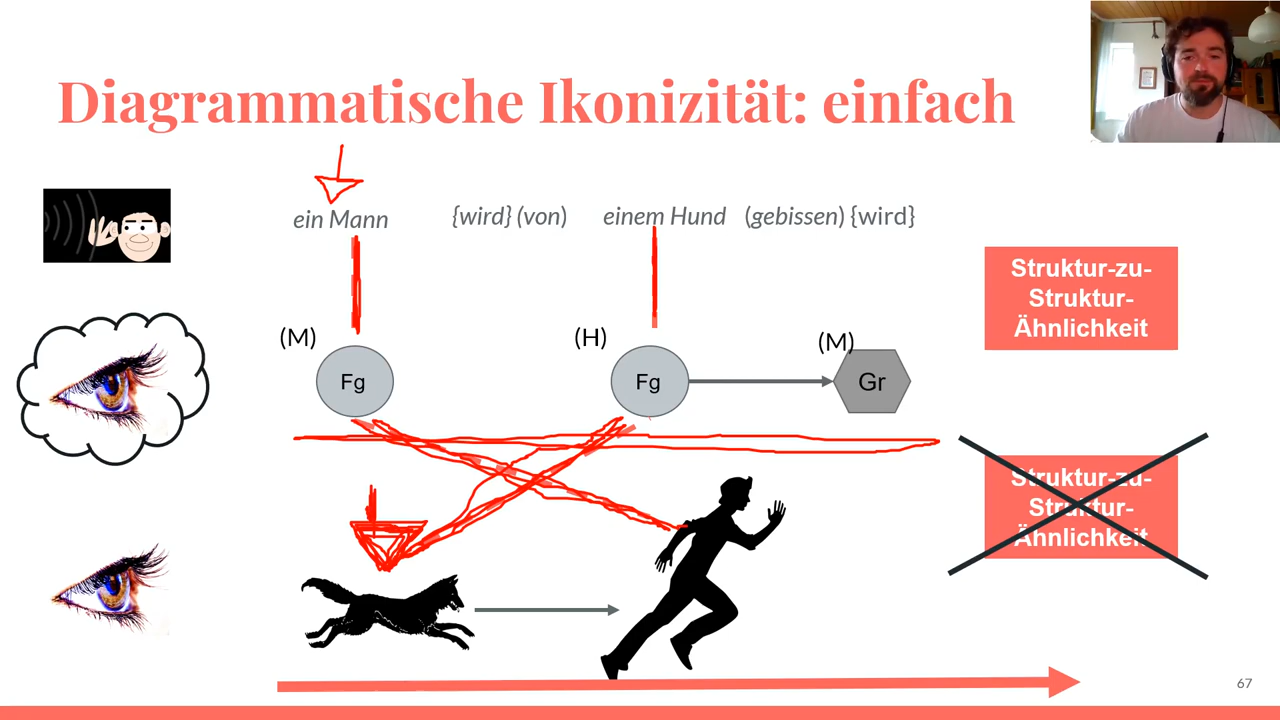 Diagrammatische Ikonizität: einfach
ein Mann {wird} (von) einem Hund (gebissen) {wird}
Struktur-zu-
Struktur-
Ähnlichkeit
(M) (H) (M)
Fg Fg Gr
Struktur-zu-
Struktur-
Ähnlichkeit
67